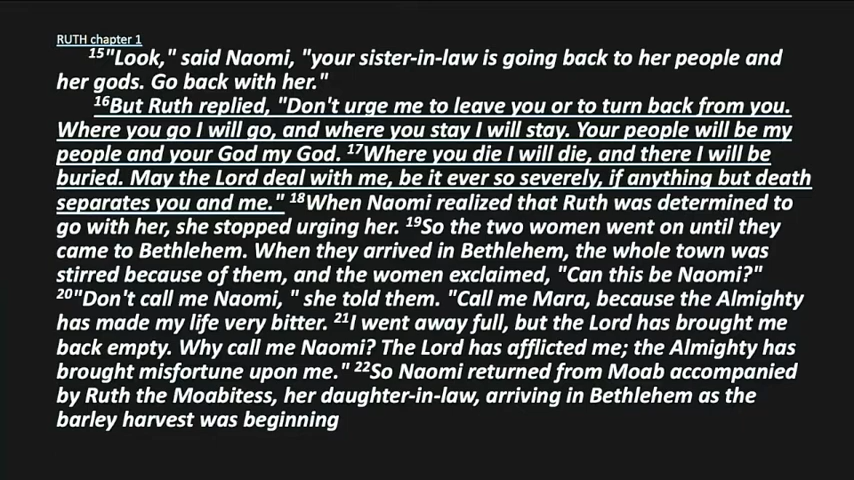 RUTH chapter 1
15"Look," said Naomi, "your sister-in-law is going back to her people and
her gods. Go back with her."
16But Ruth replied, "Don't urge me to leave you or to turn back from you.
Where you go I will go, and where you stay I will stay. Your people will be my
people and your God my God. 17Where you die I will die, and there I will be
buried. May the Lord deal with me, be it ever so severely, if anything but death
separates you and me." 18When Naomi realized that Ruth was determined to
go with her, she stopped urging her. 19So the two women went on until they
came to Bethlehem. When they arrived in Bethlehem, the whole town was
stirred because of them, and the women exclaimed, "Can this be Naomi?"
20"Don't call me Naomi, " she told them. "Call me Mara, because the Almighty
has made my life very bitter. 21I went away full, but the Lord has brought me
back empty. Why call me Naomi? The Lord has afflicted me; the Almighty has
brought misfortune upon me." 22So Naomi returned from Moab accompanied
by Ruth the Moabitess, her daughter-in-law, arriving in Bethlehem as the
barley harvest was beginning